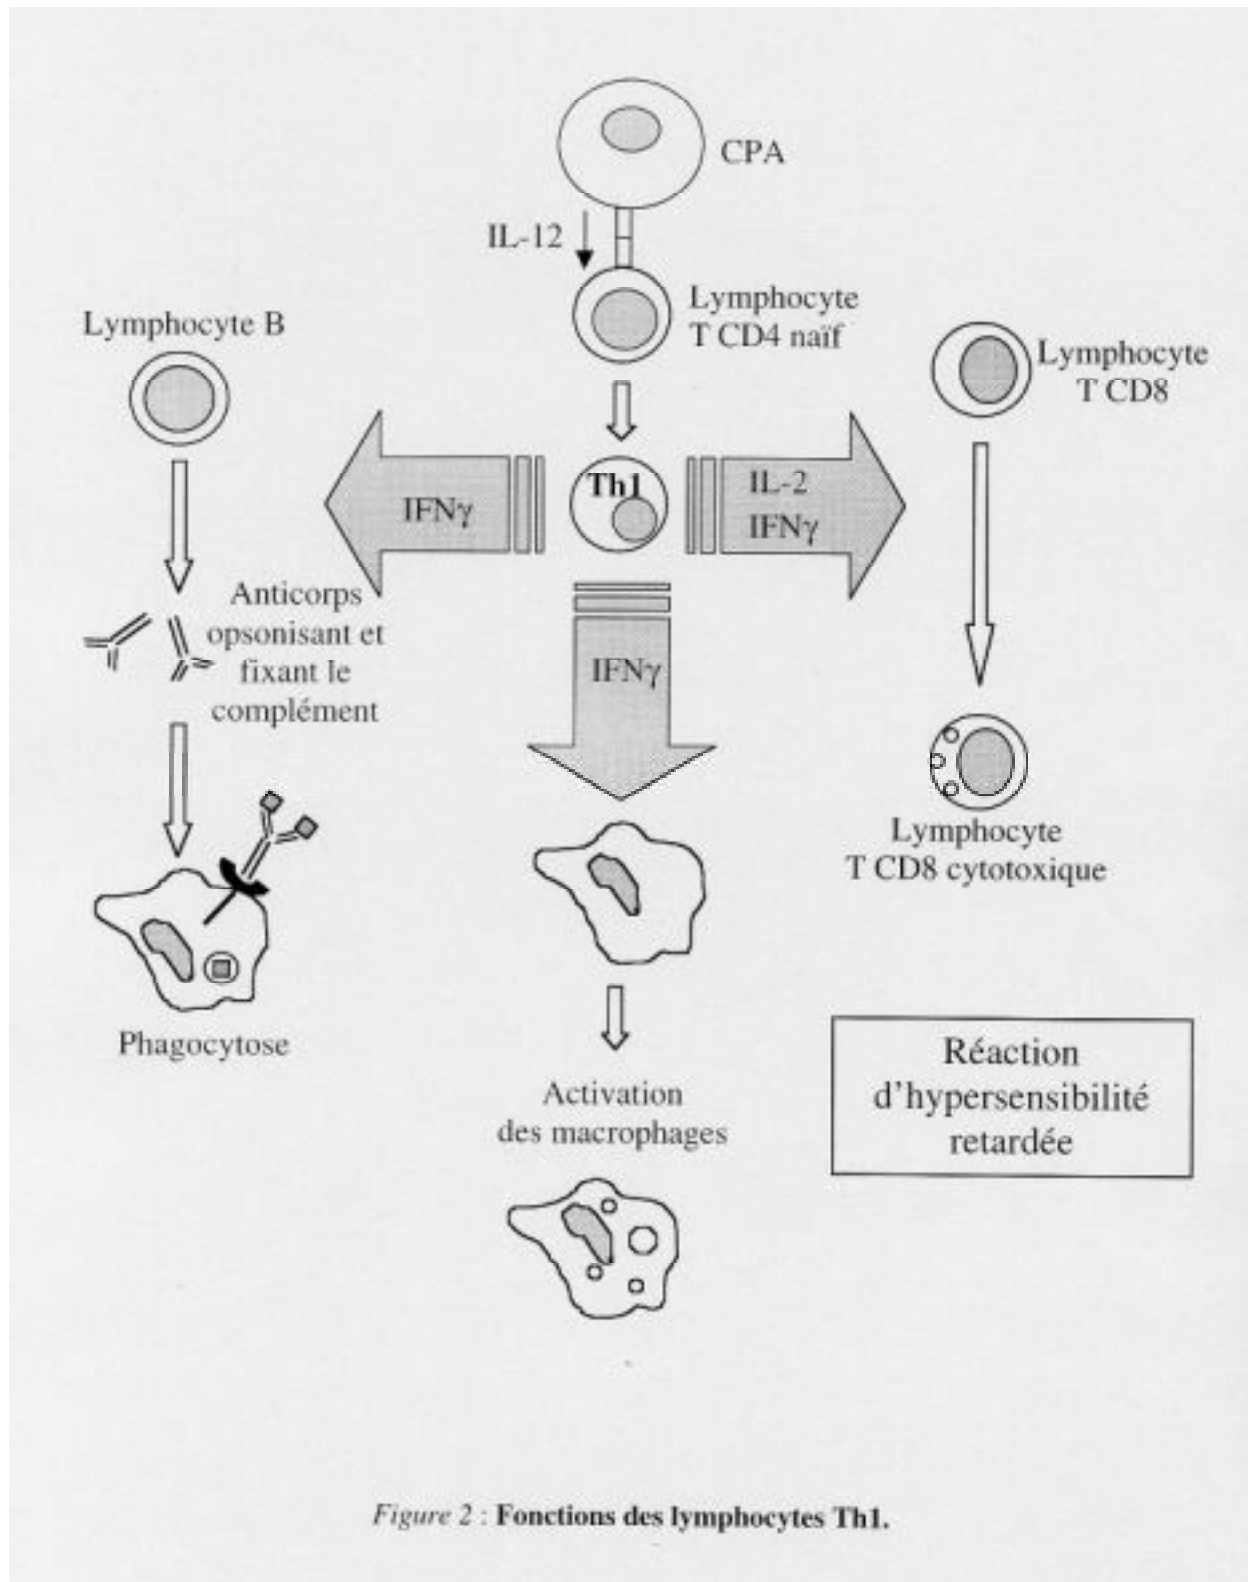 CPA
IL-12
Lymphocyte
T CD4 naïf
Lymphocyte B
Lymphocyte
T CD8
Th1
IFNγ
IL-2
IFNγ
Anticorps
opsonisant et
fixant le
complément
IFNγ
Lymphocyte
T CD8 cytotoxique
Phagocytose
Réaction
d'hypersensibilité
retardée
Activation
des macrophages
Figure 2 : Fonctions des lymphocytes Th1.